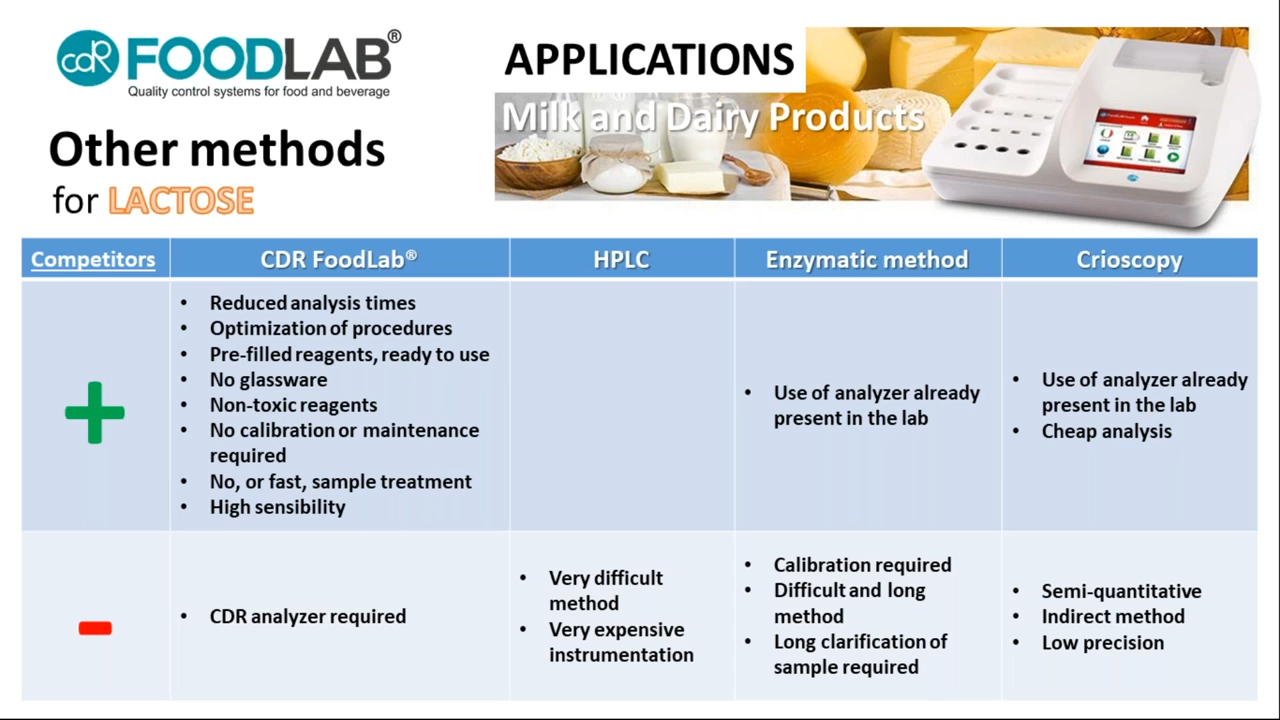 cdR FOODLAB®
Quality control systems for food and beverage
APPLICATIONS
Milk and Dairy Products
Other methods
for LACTOSE
Competitors
CDR FoodLab®
HPLC
Enzymatic method
Crioscopy
+
• Reduced analysis times
• Optimization of procedures
• Pre-filled reagents, ready to use
• No glassware
• Non-toxic reagents
• No calibration or maintenance
required
• No, or fast, sample treatment
• High sensibility
• Use of analyzer already
present in the lab
• Use of analyzer already
present in the lab
• Cheap analysis
-
• CDR analyzer required
• Very difficult
method
• Very expensive
instrumentation
• Calibration required
• Difficult and long
method
• Long clarification of
sample required
• Semi-quantitative
• Indirect method
• Low precision